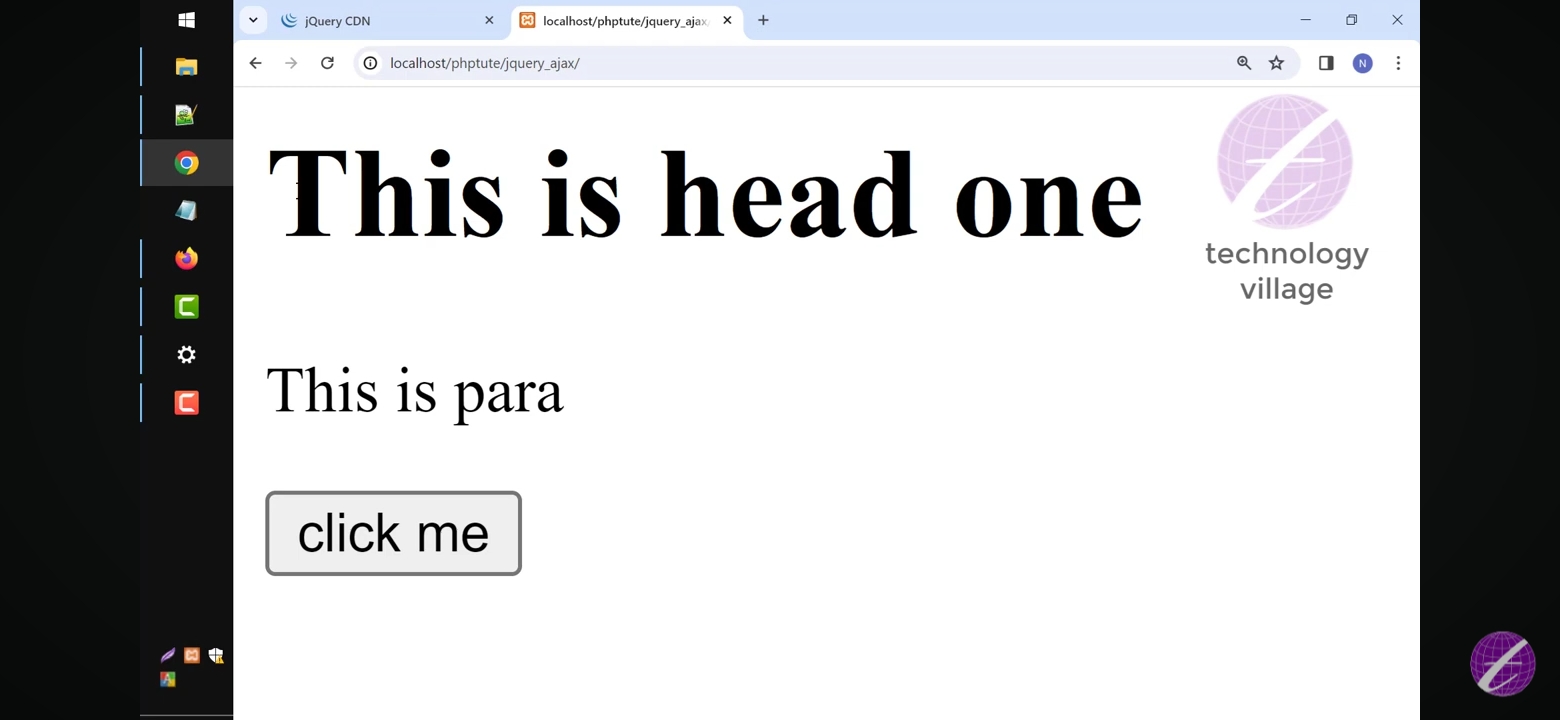 jQuery CDN
localhost/phptute/jquery_ajax
localhost/phptute/jquery_ajax/
N
This is head one
technology
village
This is para
click me